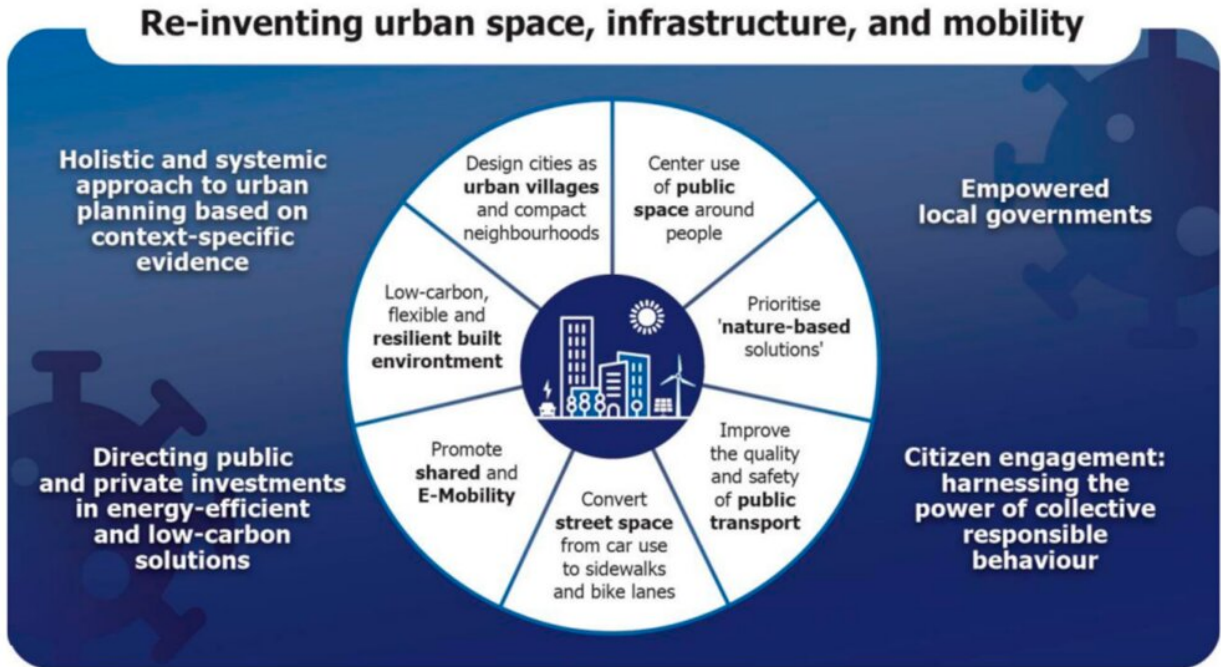 Re-inventing urban space, infrastructure, and mobility
Holistic and systemic
approach to urban
planning based on
context-specific
evidence
Design cities as
urban villages
and compact
neighbourhoods
Center use
of public
space around
people
Empowered
local governments
Low-carbon,
flexible and
resilient built
environtment
Prioritise
'nature-based
solutions'
Directing public
and private investments
in energy-efficient
and low-carbon
solutions
Promote
shared and
E-Mobility
Convert
street space
from car use
to sidewalks
and bike lanes
Improve
the quality
and safety
of public
transport
Citizen engagement:
harnessing the
power of collective
responsible
behaviour